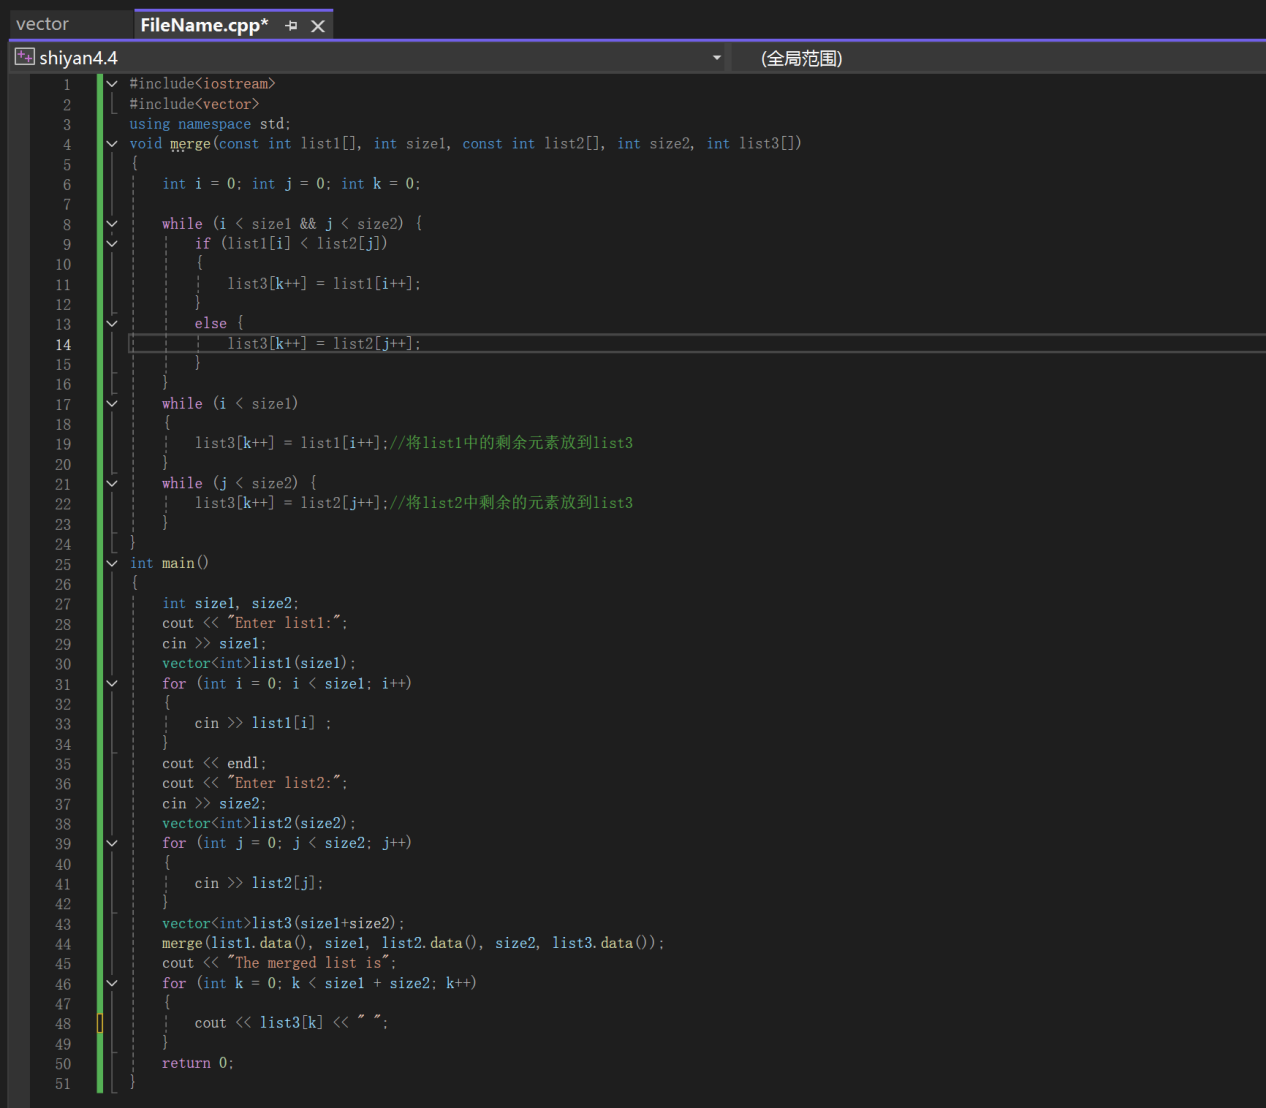 vector
FileName.cpp*
shiyan4.4
(全局范围)
1 #include<iostream>
2 #include<vector>
3 using namespace std;
4 void merge(const int list1[], int size1, const int list2[], int size2, int list3[])
5 {
6 int i = 0; int j = 0; int k = 0;
7
8 while (i < size1 && j < size2) {
9 if (list1[i] < list2[j])
10 {
11 list3[k++] = list1[i++];
12 }
13 else {
14 list3[k++] = list2[j++];
15 }
16 }
17 while (i < size1)
18 {
19 list3[k++] = list1[i++];//将list1中的剩余元素放到list3
20 }
21 while (j < size2) {
22 list3[k++] = list2[j++];//将list2中剩余的元素放到list3
23 }
24 }
25 int main()
26 {
27 int size1, size2;
28 cout << "Enter list1:";
29 cin >> size1;
30 vector<int>list1(size1);
31 for (int i = 0; i < size1; i++)
32 {
33 cin >> list1[i] ;
34 }
35 cout << endl;
36 cout << "Enter list2:";
37 cin >> size2;
38 vector<int>list2(size2);
39 for (int j = 0; j < size2; j++)
40 {
41 cin >> list2[j];
42 }
43 vector<int>list3(size1+size2);
44 merge(list1.data(), size1, list2.data(), size2, list3.data());
45 cout << "The merged list is";
46 for (int k = 0; k < size1 + size2; k++)
47 {
48 cout << list3[k] << " ";
49 }
50 return 0;
51 }